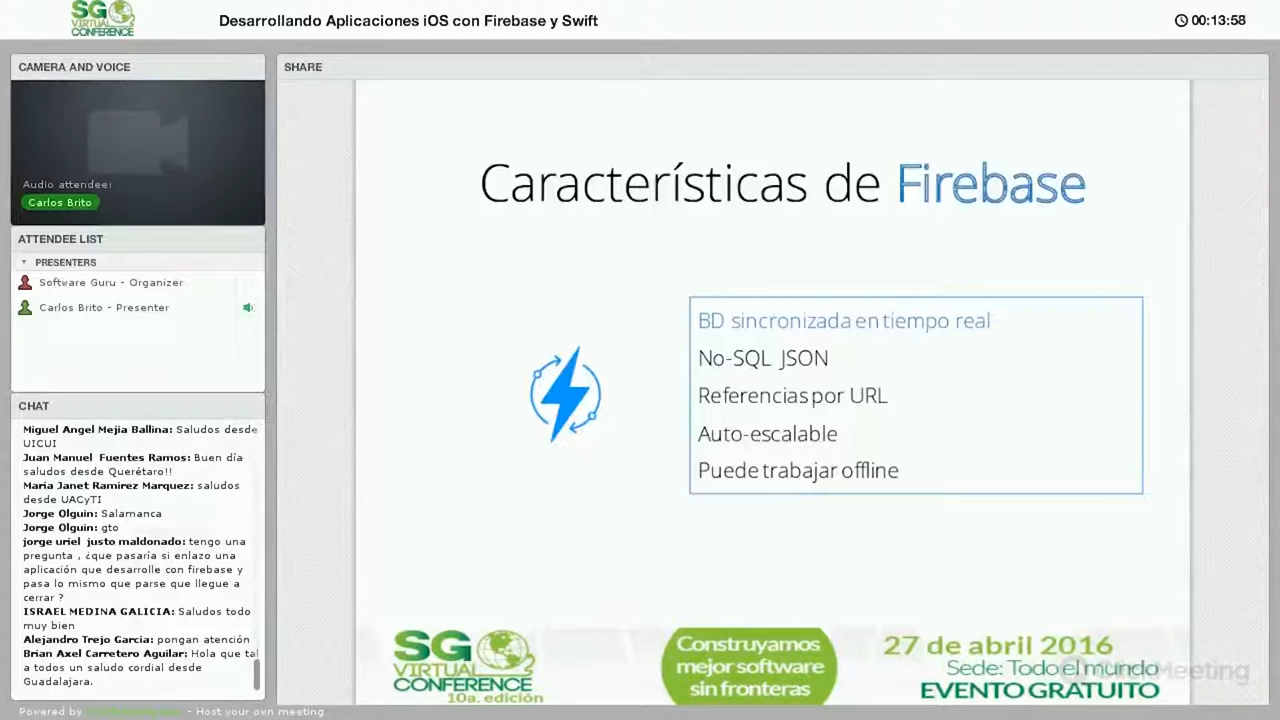 SG
VIRTUAL
CONFERENCE
Desarrollando Aplicaciones iOS con Firebase y Swift
00:13:58
CAMERA AND VOICE
Audio attendee:
Carlos Brito
ATTENDEE LIST
PRESENTERS
Software Guru - Organizer
Carlos Brito - Presenter
CHAT
Miguel Angel Mejia Ballina: Saludos desde
UICUI
Juan Manuel Fuentes Ramos: Buen día
saludos desde Querétaro!!
Maria Janet Ramirez Marquez: saludos
desde UACyTI
Jorge Olguin: Salamanca
Jorge Olguin: gto
jorge uriel justo maldonado: tengo una
pregunta , ¿que pasaría si enlazo una
aplicación que desarrolle con firebase y
pasa lo mismo que parse que llegue a
cerrar ?
ISRAEL MEDINA GALICIA: Saludos todo
muy bien
Alejandro Trejo Garcia: pongan atención
Brian Axel Carretero Aguilar: Hola que tal
a todos un saludo cordial desde
Guadalajara.
SHARE
Características de Firebase
BD sincronizada en tiempo real
No-SQL JSON
Referencias por URL
Auto-escalable
Puede trabajar offline
SG
VIRTUAL
CONFERENCE
10a. edición
Construyamos
mejor software
sin fronteras
27 de abril 2016
Sede: Todo el mundo
EVENTO GRATUITO
ClickMeeting
Powered by - Host your own meeting.